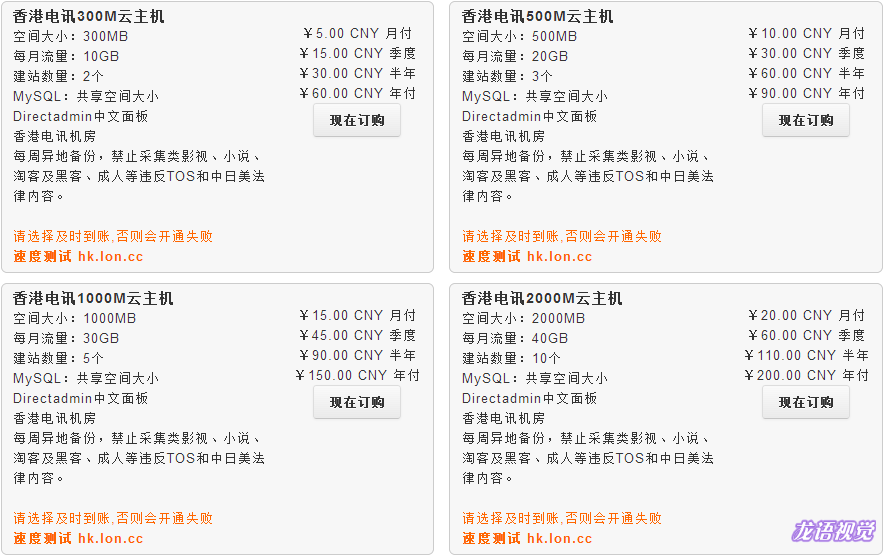 香港电讯300M云主机
空间大小：300MB
每月流量：10GB
建站数量：2个
MySQL：共享空间大小
Directadmin中文面板
香港电讯机房
每周异地备份，禁止采集类影视、小说、
淘客及黑客、成人等违反TOS和中日美法
律内容。
请选择及时到账,否则会开通失败
速度测试 hk.lon.cc
￥5.00 CNY 月付
￥15.00 CNY 季度
￥30.00 CNY 半年
￥60.00 CNY 年付
现在订购
香港电讯500M云主机
空间大小：500MB
每月流量：20GB
建站数量：3个
MySQL：共享空间大小
Directadmin中文面板
香港电讯机房
每周异地备份，禁止采集类影视、小说、
淘客及黑客、成人等违反TOS和中日美法
律内容。
请选择及时到账,否则会开通失败
速度测试 hk.lon.cc
￥10.00 CNY 月付
￥30.00 CNY 季度
￥60.00 CNY 半年
￥90.00 CNY 年付
现在订购
香港电讯1000M云主机
空间大小：1000MB
每月流量：30GB
建站数量：5个
MySQL：共享空间大小
Directadmin中文面板
香港电讯机房
每周异地备份，禁止采集类影视、小说、
淘客及黑客、成人等违反TOS和中日美法
律内容。
请选择及时到账,否则会开通失败
速度测试 hk.lon.cc
￥15.00 CNY 月付
￥45.00 CNY 季度
￥90.00 CNY 半年
￥150.00 CNY 年付
现在订购
香港电讯2000M云主机
空间大小：2000MB
每月流量：40GB
建站数量：10个
MySQL：共享空间大小
Directadmin中文面板
香港电讯机房
每周异地备份，禁止采集类影视、小说、
淘客及黑客、成人等违反TOS和中日美法
律内容。
请选择及时到账,否则会开通失败
速度测试 hk.lon.cc
￥20.00 CNY 月付
￥60.00 CNY 季度
￥110.00 CNY 半年
￥200.00 CNY 年付
现在订购
龙语视觉